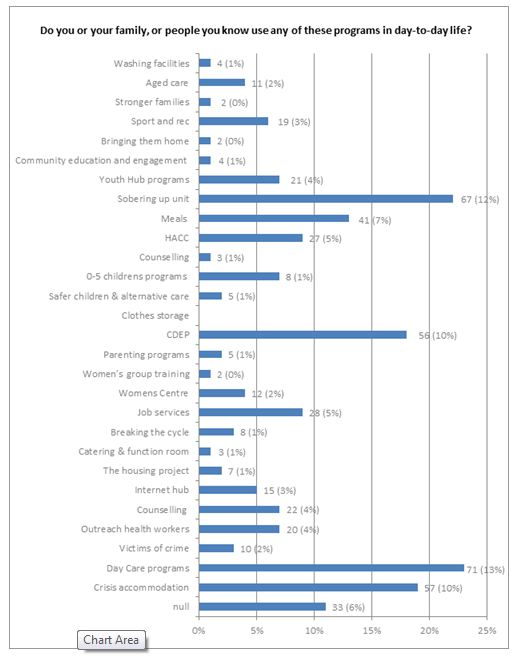 Do you or your family, or people you know use any of these programs in day-to-day life?
Washing facilities 4 (1%)
Aged care 11 (2%)
Stronger families 2 (0%)
Sport and rec 19 (3%)
Bringing them home 2 (0%)
Community education and engagement 4 (1%)
Youth Hub programs 21 (4%)
Sobering up unit 67 (12%)
Meals 41 (7%)
HACC 27 (5%)
Counselling 3 (1%)
0-5 childrens programs 8 (1%)
Safer children & alternative care 5 (1%)
Clothes storage
CDEP 56 (10%)
Parenting programs 5 (1%)
Women's group training 2 (0%)
Womens Centre 12 (2%)
Job services 28 (5%)
Breaking the cycle 8 (1%)
Catering & function room 3 (1%)
The housing project 7 (1%)
Internet hub 15 (3%)
Counselling 22 (4%)
Outreach health workers 20 (4%)
Victims of crime 10 (2%)
Day Care programs 71 (13%)
Crisis accommodation 57 (10%)
null 33 (6%)
0% 5% 10% 15% 20% 25%
Chart Area